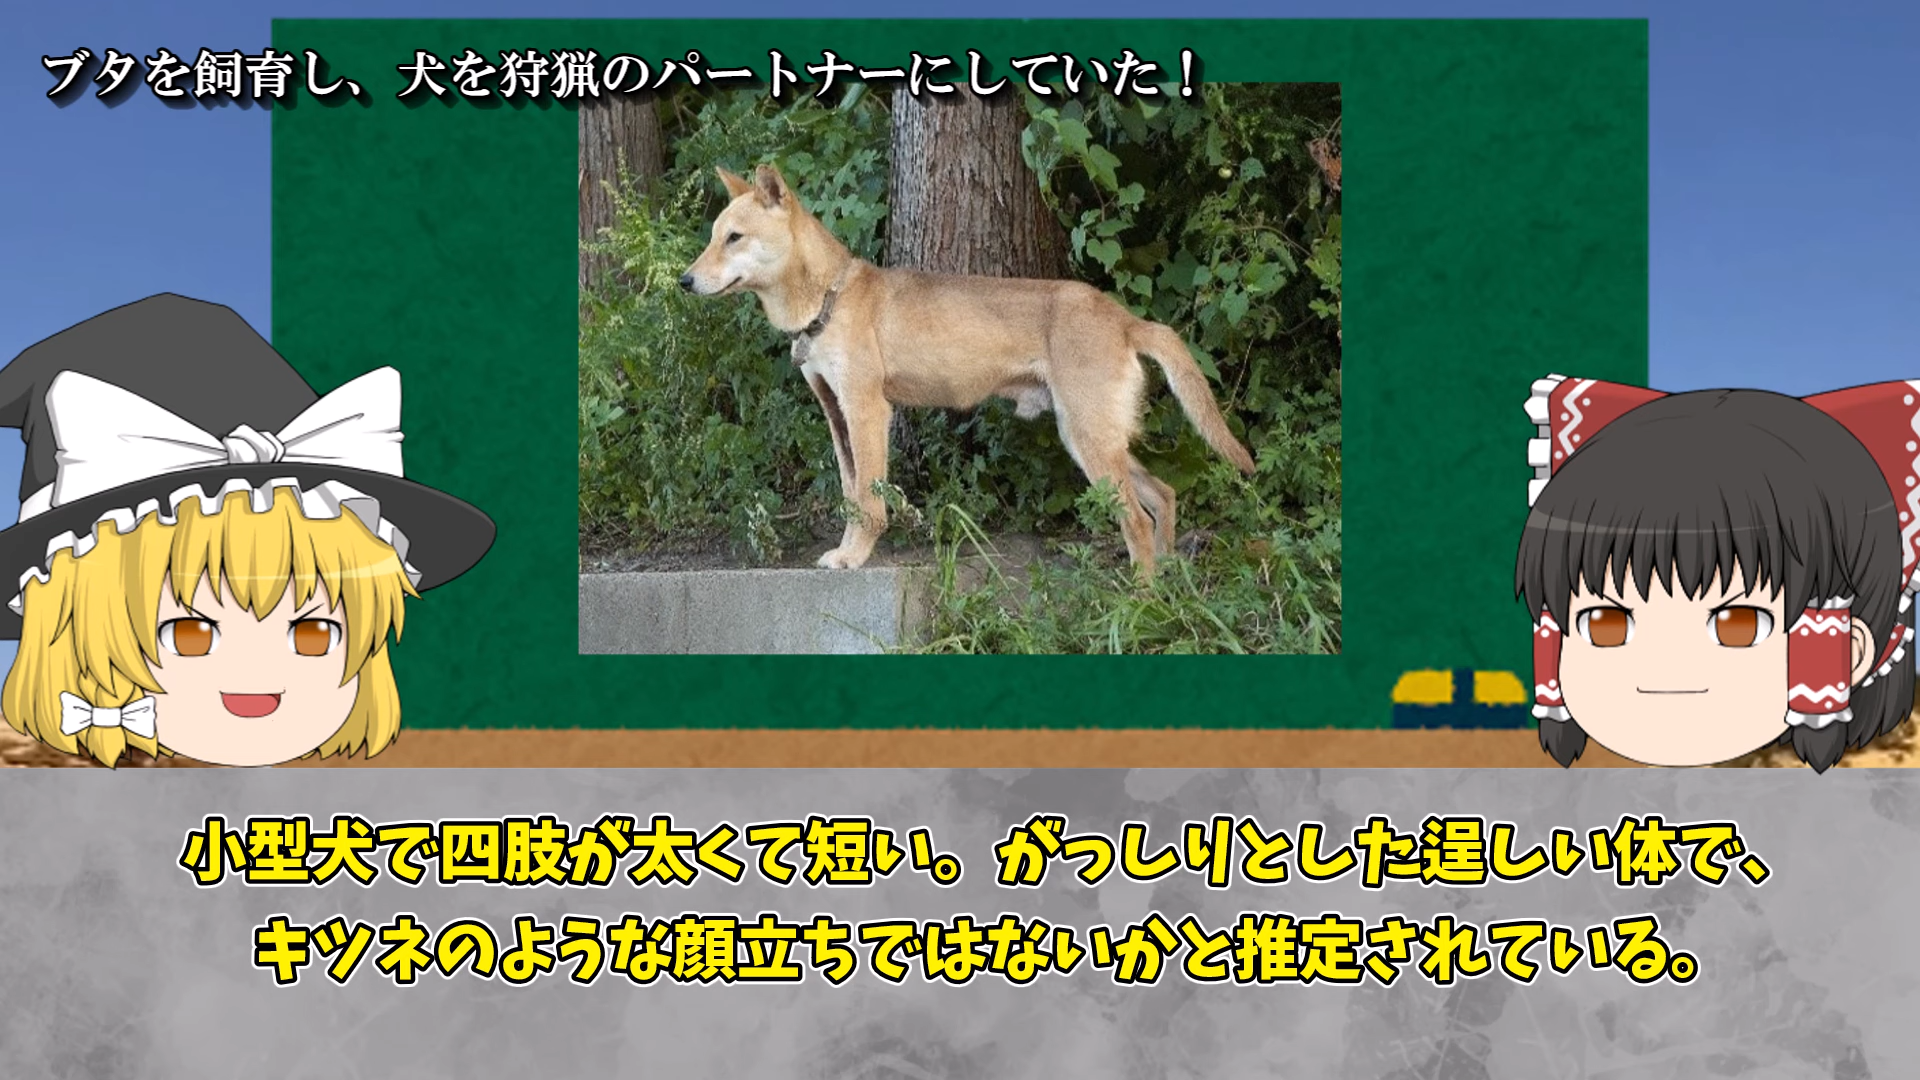 ブタを飼育し、犬を狩猟のパートナーにしていた！
小型犬で四肢が太くて短い。がっしりとした逞しい体で、
キツネのような顔立ちではないかと推定されている。